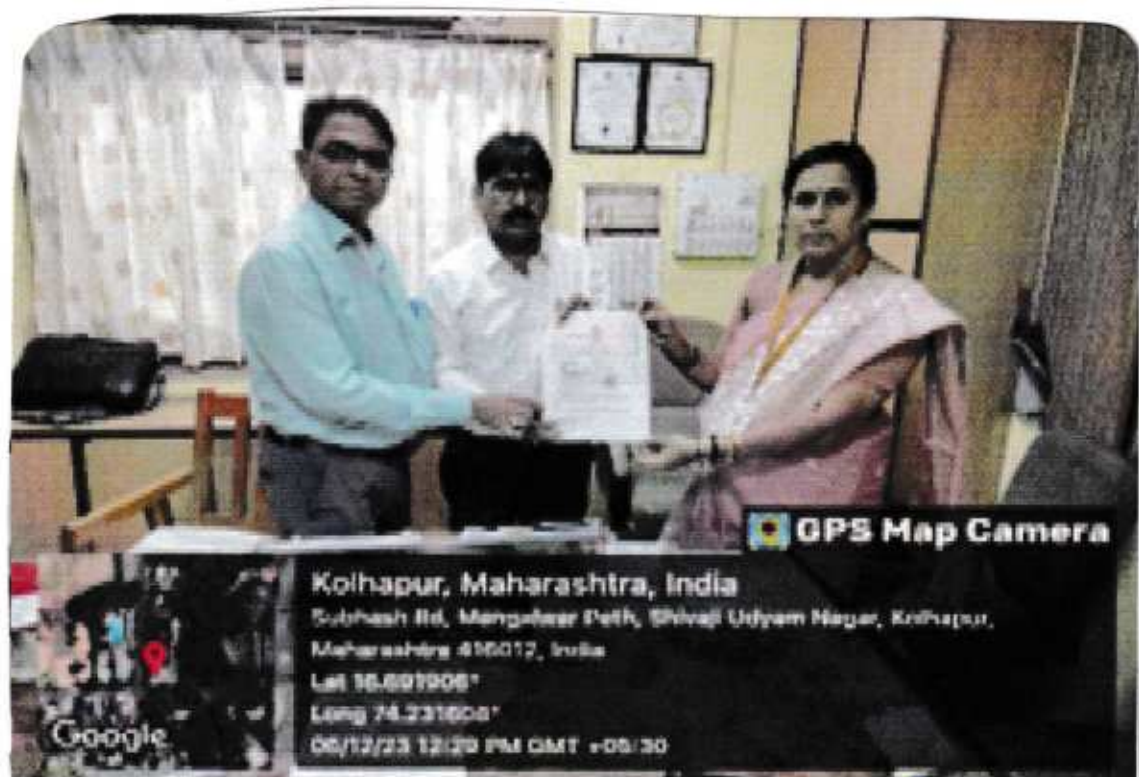 GPS Map Camera
Kolhapur, Maharashtra, India
Subhash Rd, Mangalwar Peth, Shivaji Udyam Nagar, Kolhapur,
Maharashtra 416012, India
Lat 16.691906°
Long 74.231604°
06/12/23 12:29 PM GMT +05:30
Google